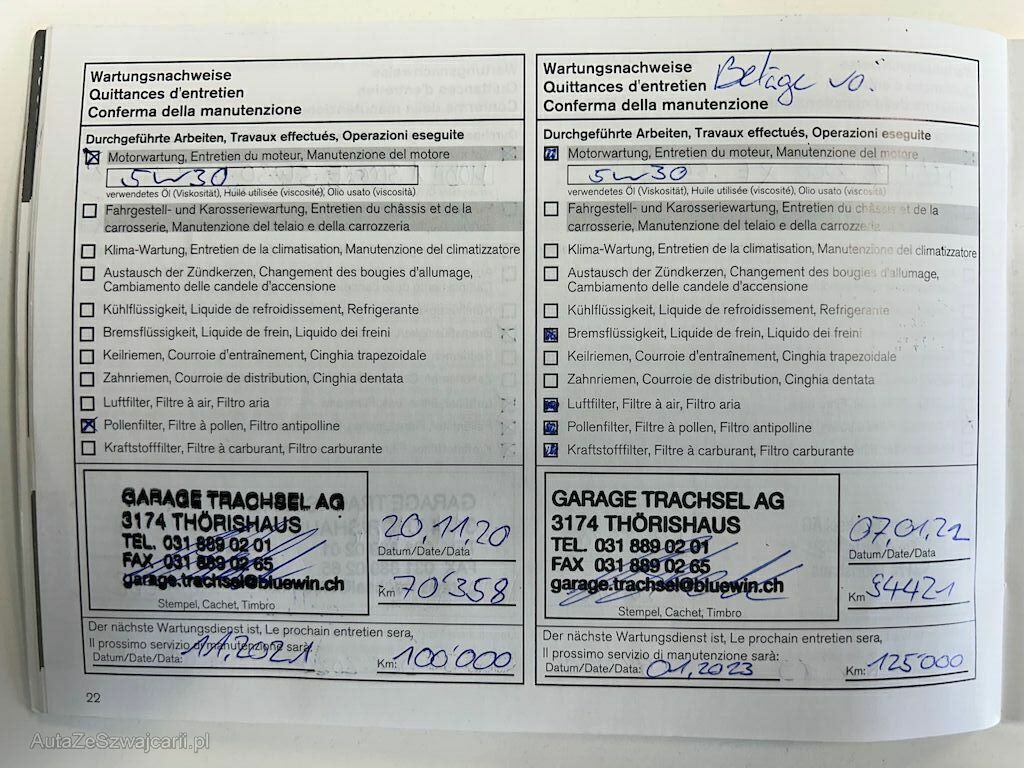 Wartungsnachweise
Quittances d'entretien
Conferma della manutenzione
Durchgeführte Arbeiten, Travaux effectués, Operazioni eseguite
Motorwartung, Entretien du moteur, Manutenzione del motore
5W30
verwendetes Öl (Viskosität), Huile utilisée (viscosité), Olio usato (viscosità)
Fahrgestell- und Karosseriewartung, Entretien du châssis et de la
carrosserie, Manutenzione del telaio e della carrozzeria
Klima-Wartung, Entretien de la climatisation, Manutenzione del climatizzatore
Austausch der Zündkerzen, Changement des bougies d'allumage,
Cambiamento delle candele d'accensione
Kühlflüssigkeit, Liquide de refroidissement, Refrigerante
Bremsflüssigkeit, Liquide de frein, Liquido dei freini
Keilriemen, Courroie d'entraînement, Cinghia trapezoidale
Zahnriemen, Courroie de distribution, Cinghia dentata
Luftfilter, Filtre à air, Filtro aria
Pollenfilter, Filtre à pollen, Filtro antipolline
Kraftstofffilter, Filtre à carburant, Filtro carburante
GARAGE TRACHSEL AG
3174 THÖRISHAUS
TEL. 031 889 02 01
FAX 031 889 02 65
garage.trachsel@bluewin.ch
Stempel, Cachet, Timbro
20.11.20
Datum/Date/Data
Km 70'358
Der nächste Wartungsdienst ist, Le prochain entretien sera,
Il prossimo servizio di manutenzione sarà:
Datum/Date/Data: 11.2021 Km: 100'000
22
Wartungsnachweise
Quittances d'entretien Beläge vo.
Conferma della manutenzione
Durchgeführte Arbeiten, Travaux effectués, Operazioni eseguite
Motorwartung, Entretien du moteur, Manutenzione del motore
5W30
verwendetes Öl (Viskosität), Huile utilisée (viscosité), Olio usato (viscosità)
Fahrgestell- und Karosseriewartung, Entretien du châssis et de la
carrosserie, Manutenzione del telaio e della carrozzeria
Klima-Wartung, Entretien de la climatisation, Manutenzione del climatizzatore
Austausch der Zündkerzen, Changement des bougies d'allumage,
Cambiamento delle candele d'accensione
Kühlflüssigkeit, Liquide de refroidissement, Refrigerante
Bremsflüssigkeit, Liquide de frein, Liquido dei freini
Keilriemen, Courroie d'entraînement, Cinghia trapezoidale
Zahnriemen, Courroie de distribution, Cinghia dentata
Luftfilter, Filtre à air, Filtro aria
Pollenfilter, Filtre à pollen, Filtro antipolline
Kraftstofffilter, Filtre à carburant, Filtro carburante
GARAGE TRACHSEL AG
3174 THÖRISHAUS
TEL. 031 889 02 01
FAX 031 889 02 65
garage.trachsel@bluewin.ch
Stempel, Cachet, Timbro
07.01.22
Datum/Date/Data
Km 94421
Der nächste Wartungsdienst ist, Le prochain entretien sera,
Il prossimo servizio di manutenzione sarà:
Datum/Date/Data: 01.2023 Km: 125'000
AutaZeSzwajcarii.pl